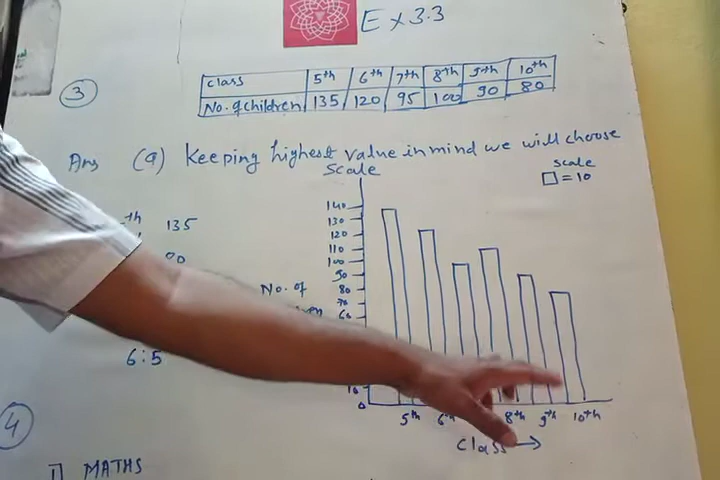 Ex 3.3
3
class 5th 6th 7th 8th 9th 10th
No. of children 135 120 95 100 90 80
Ans (a) Keeping highest value in mind we will choose
Scale
scale
□ = 10
th 135
00
6:5
140
130
120
110
100
90
80
70
60
10
0
No. of
5th 8th 9th 10th
Class →
4
MATHS